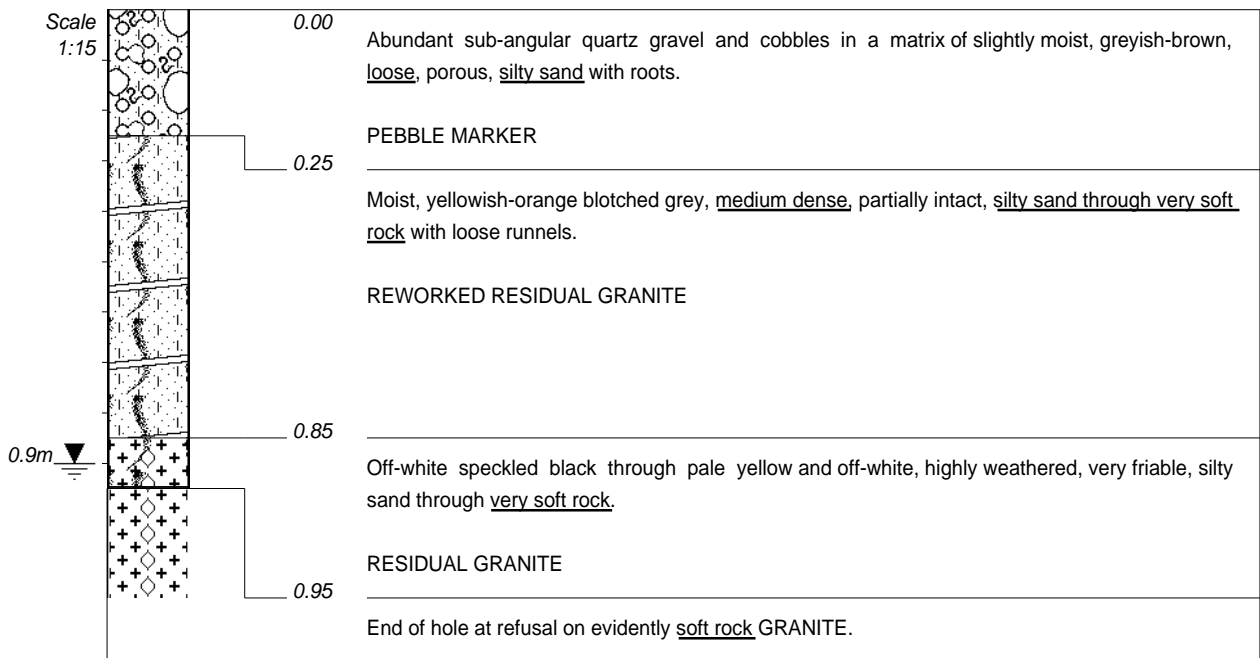 Scale
1:15
0.00
Abundant sub-angular quartz gravel and cobbles in a matrix of slightly moist, greyish-brown,
loose, porous, silty sand with roots.
PEBBLE MARKER
0.25
Moist, yellowish-orange blotched grey, medium dense, partially intact, silty sand through very soft
rock with loose runnels.
REWORKED RESIDUAL GRANITE
0.85
0.9m
Off-white speckled black through pale yellow and off-white, highly weathered, very friable, silty
sand through very soft rock.
RESIDUAL GRANITE
0.95
End of hole at refusal on evidently soft rock GRANITE.